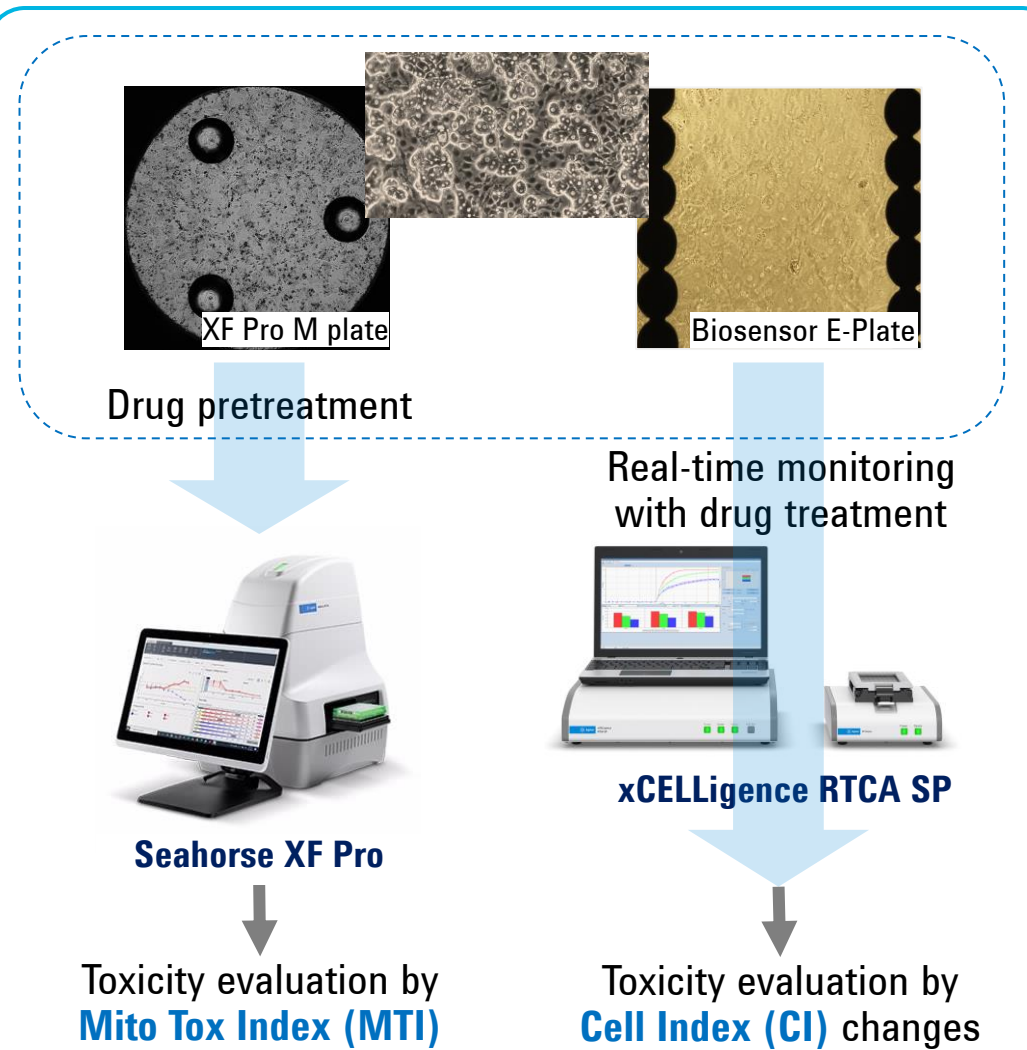 XF Pro M plate
Biosensor E-Plate
Drug pretreatment
Real-time monitoring
with drug treatment
Seahorse XF Pro
xCELLigence RTCA SP
Toxicity evaluation by
Mito Tox Index (MTI)
Toxicity evaluation by
Cell Index (CI) changes